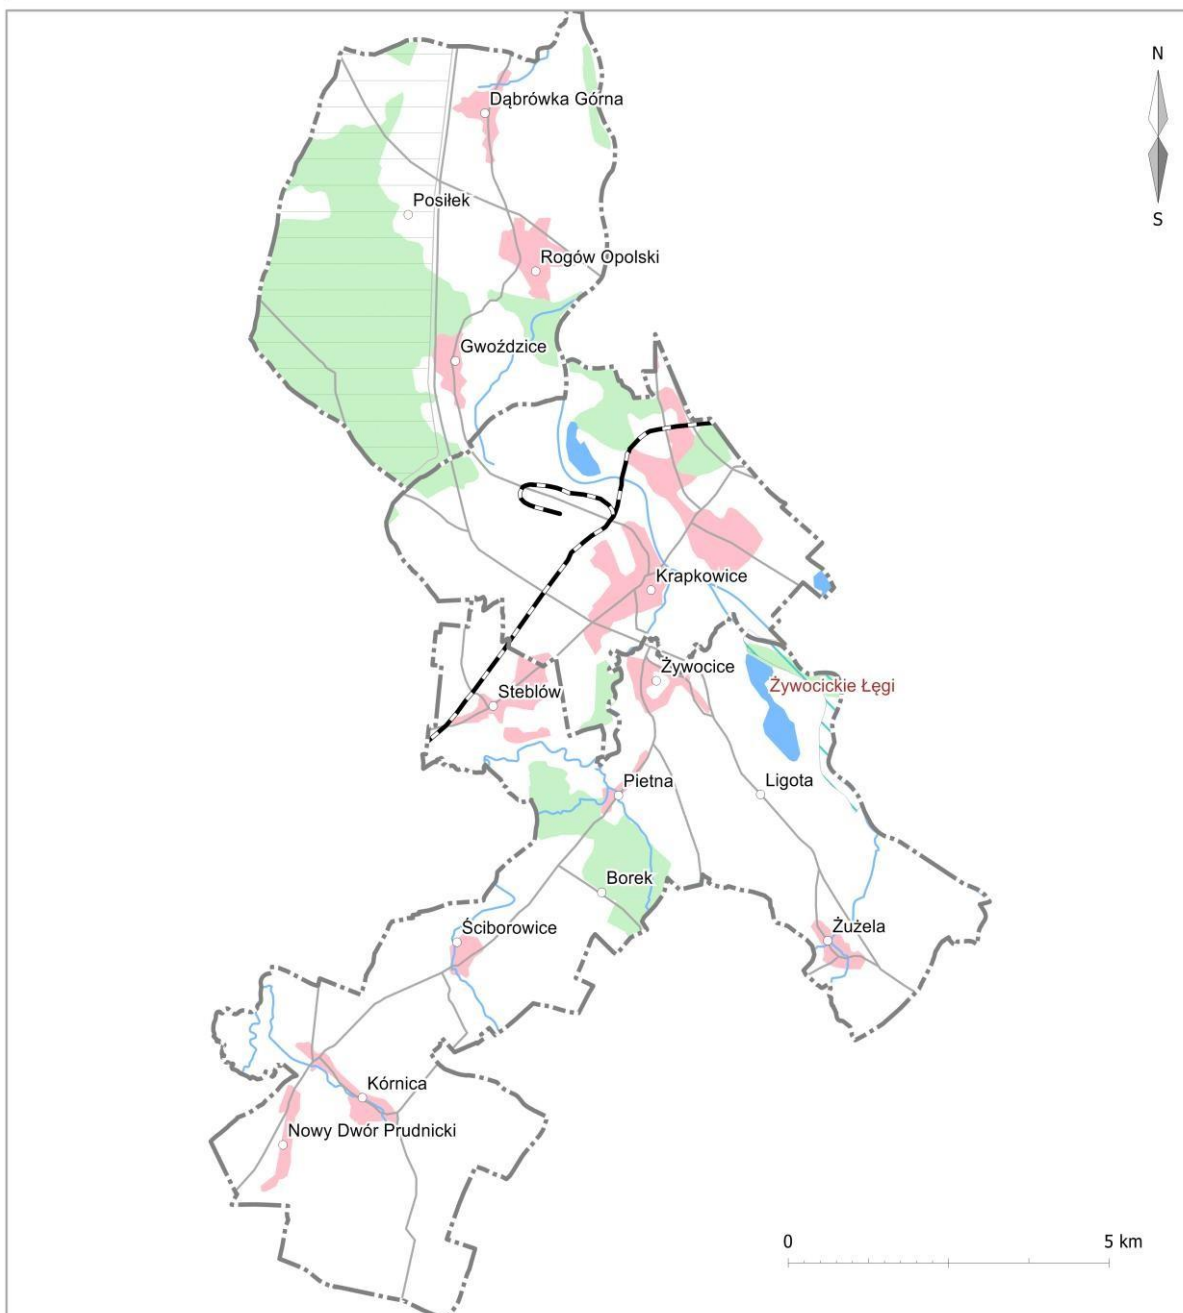 N
S
Dąbrówka Górna
Posiłek
Rogów Opolski
Gwoździce
Krapkowice
Żywocice
Żywocickie Łęgi
Steblów
Pietna
Ligota
Borek
Ściborowice
Żużela
Kórnica
Nowy Dwór Prudnicki
0 5 km